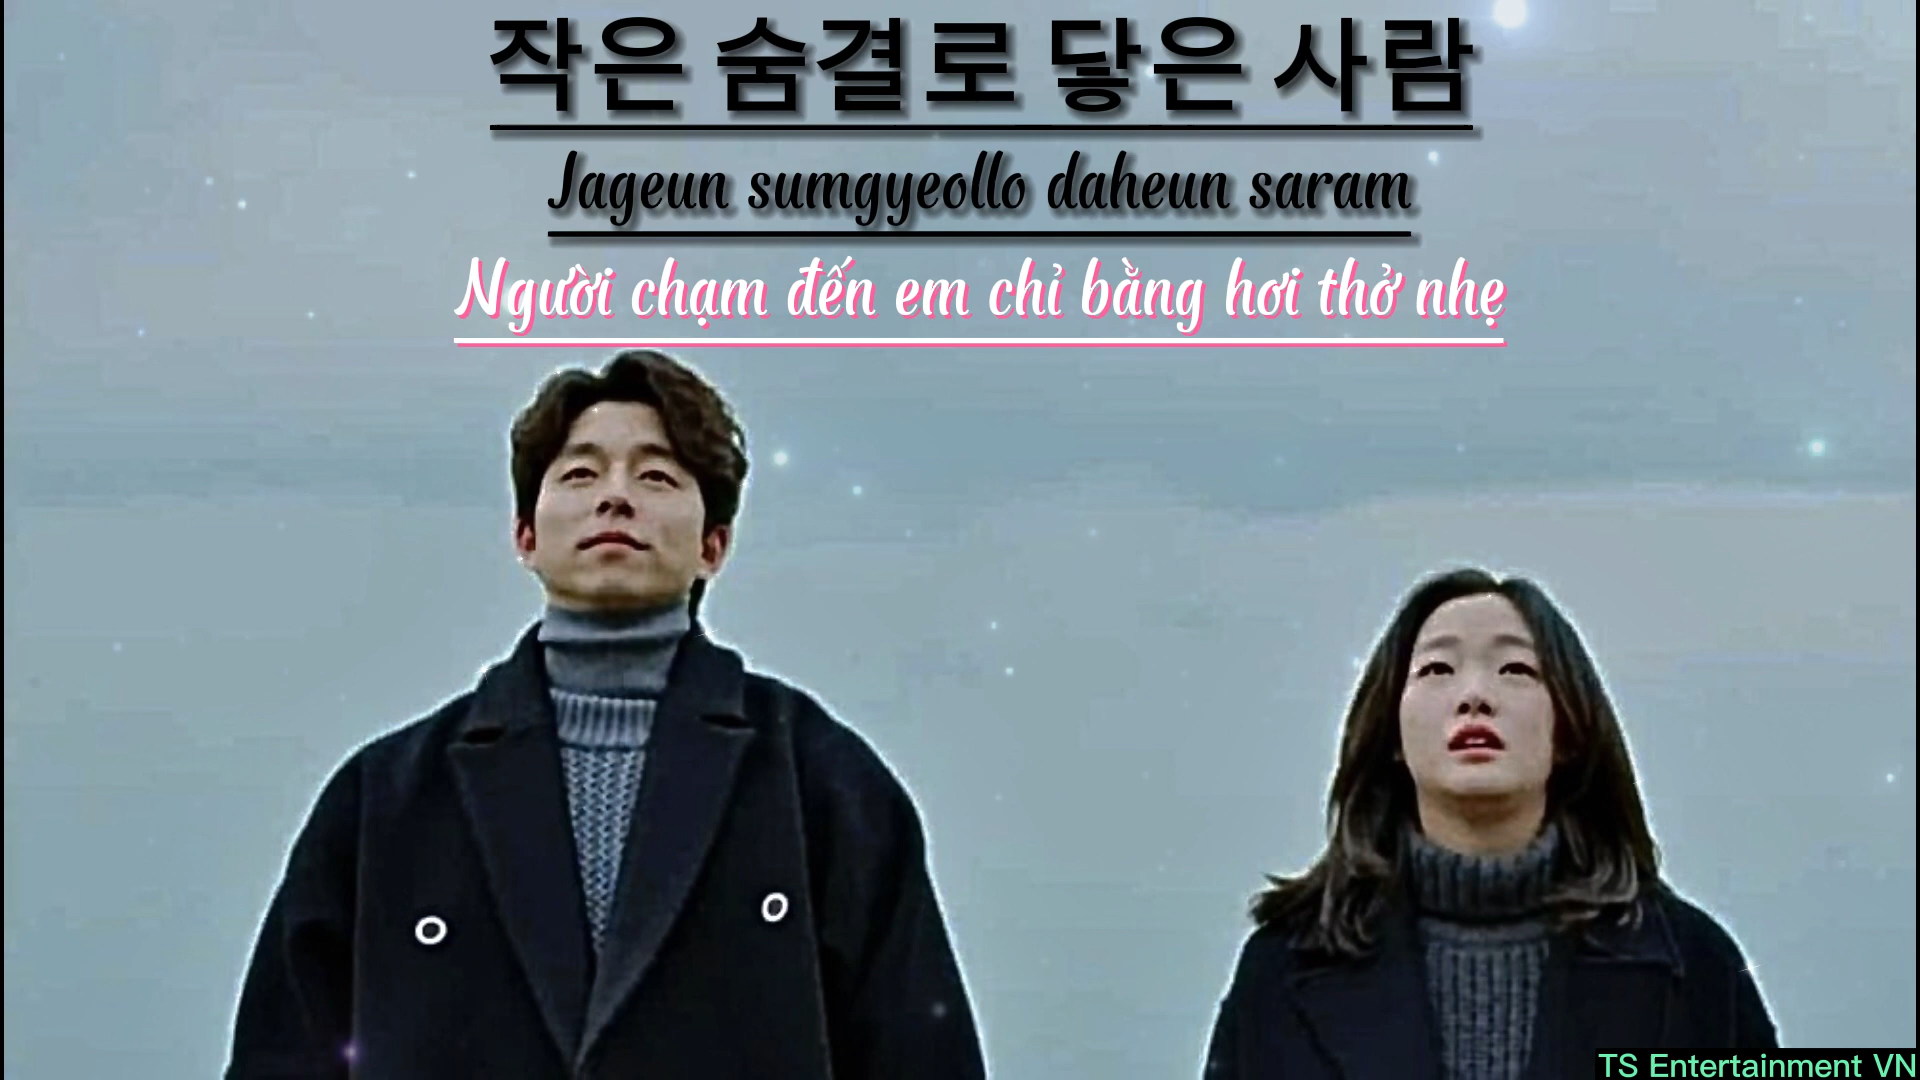 작은 숨결로 닿은 사람
Jageun sumgyeollo daheun saram
Người chạm đến em chỉ bằng hơi thở nhẹ
TS Entertainment VN